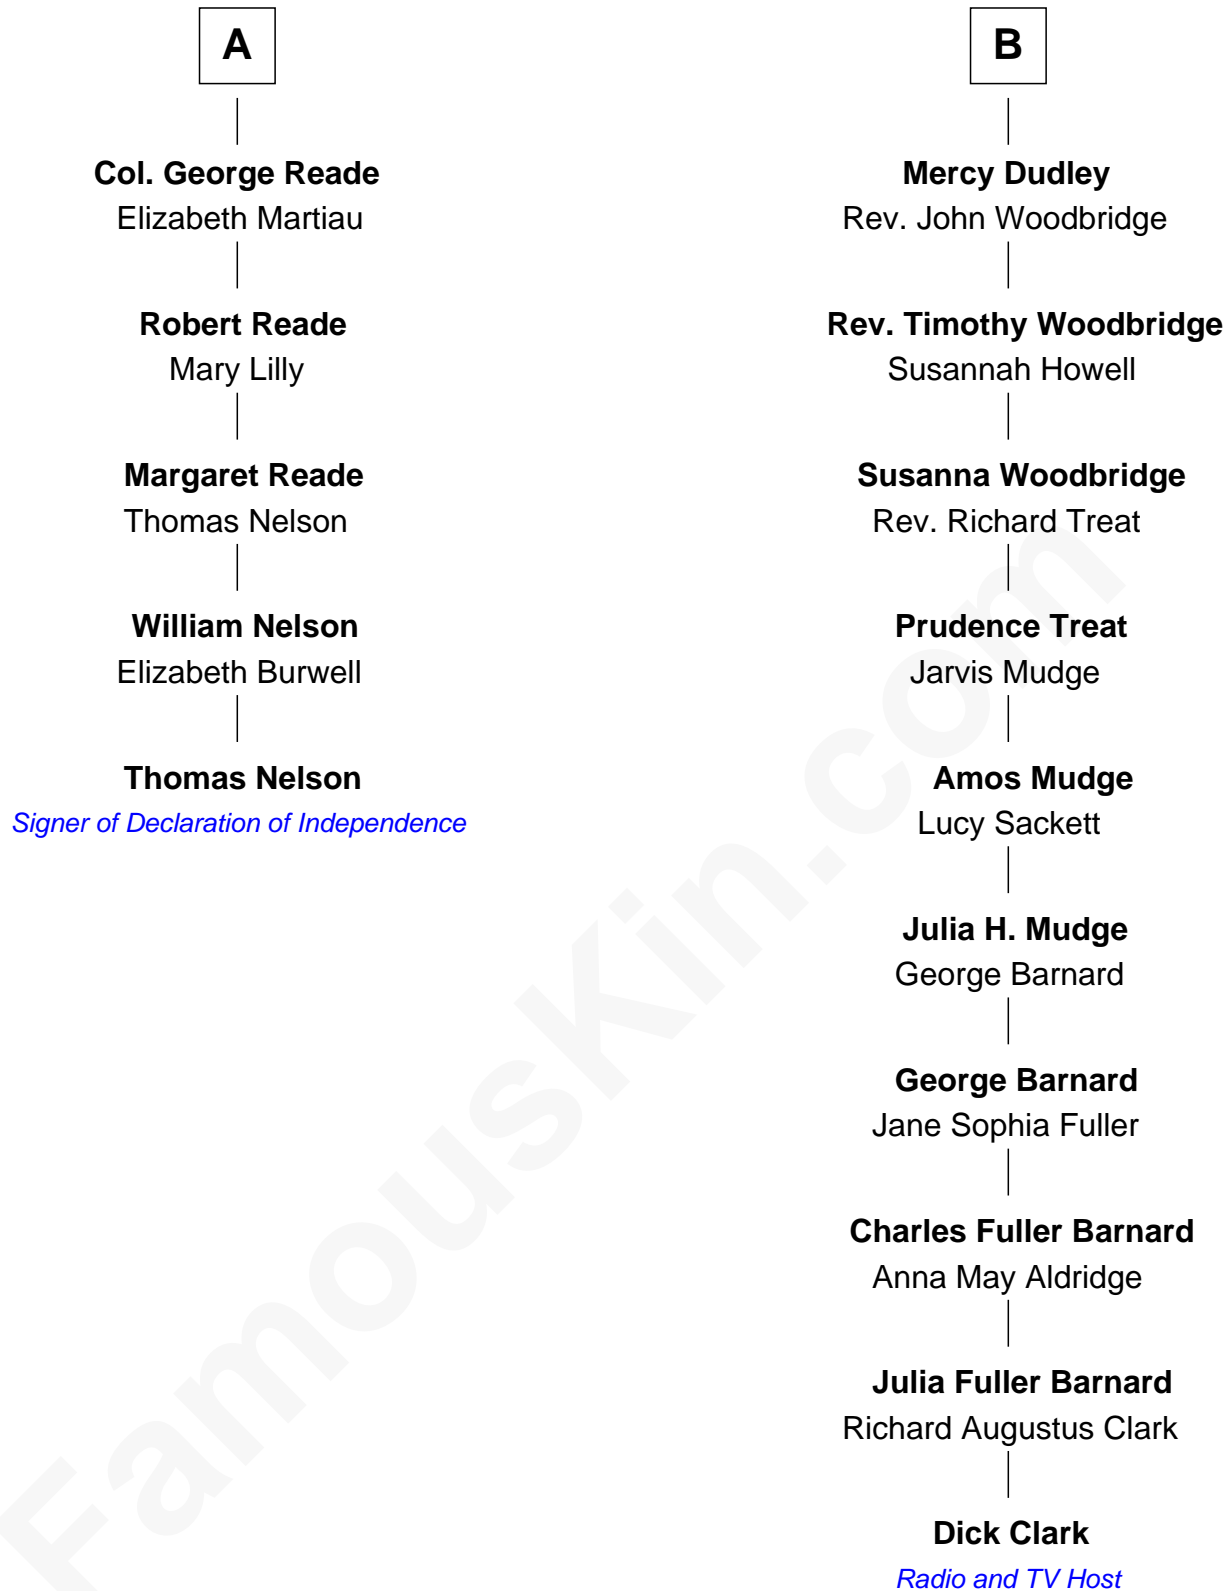 A
Col. George Reade
Elizabeth Martiau
Robert Reade
Mary Lilly
Margaret Reade
Thomas Nelson
William Nelson
Elizabeth Burwell
Thomas Nelson
Signer of Declaration of Independence
B
Mercy Dudley
Rev. John Woodbridge
Rev. Timothy Woodbridge
Susannah Howell
Susanna Woodbridge
Rev. Richard Treat
Prudence Treat
Jarvis Mudge
Amos Mudge
Lucy Sackett
Julia H. Mudge
George Barnard
George Barnard
Jane Sophia Fuller
Charles Fuller Barnard
Anna May Aldridge
Julia Fuller Barnard
Richard Augustus Clark
Dick Clark
Radio and TV Host
FamousKin.com